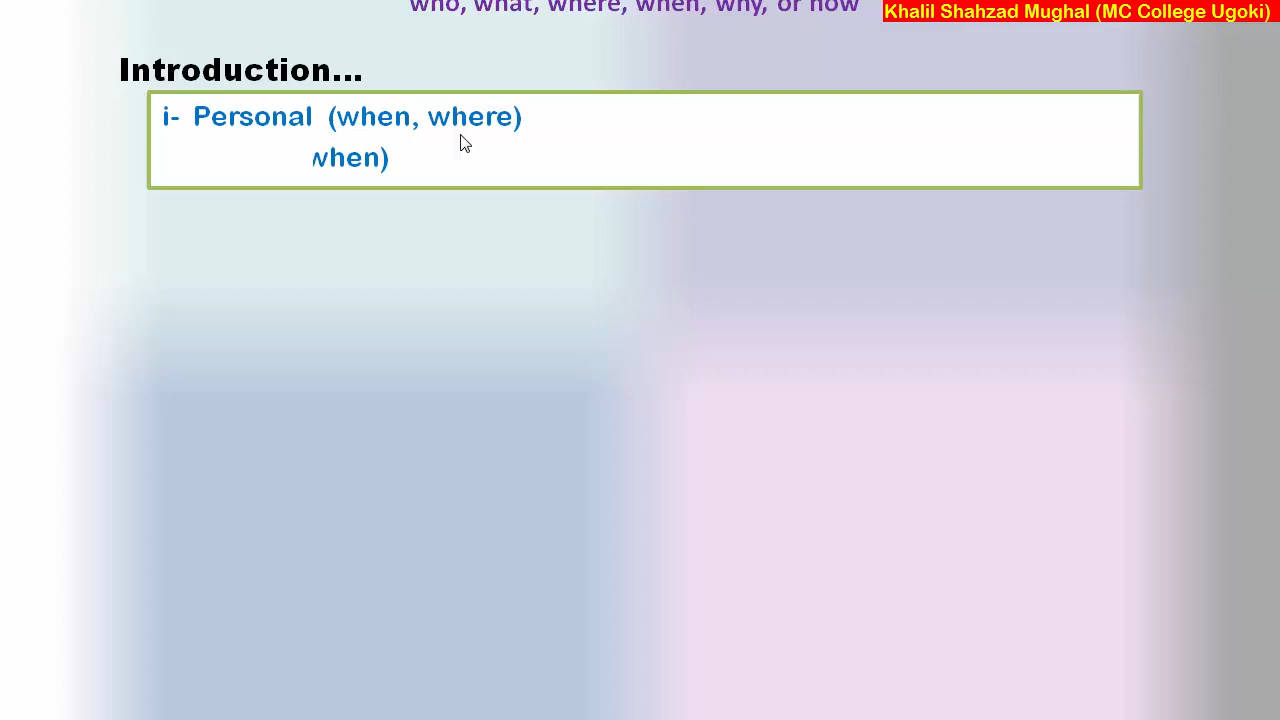 who, what, where, when, why, or how
Khalil Shahzad Mughal (MC College Ugoki)
Introduction...
i- Personal (when, where)
when)